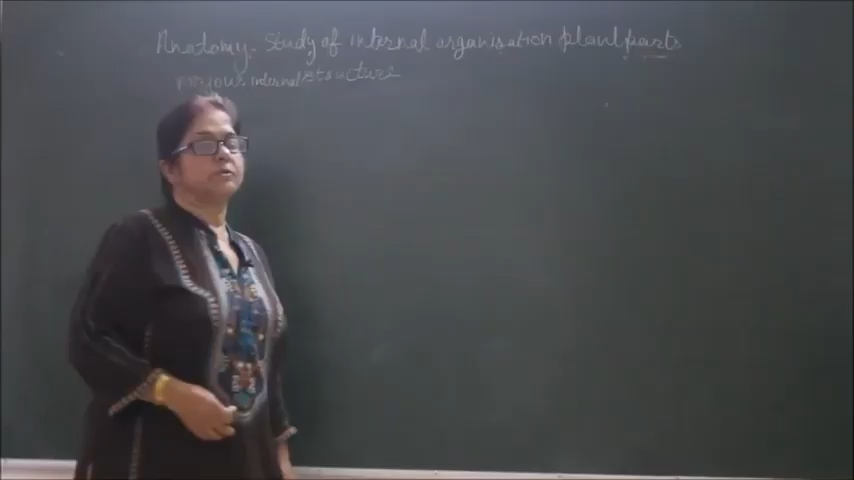 Anatomy - Study of internal organisation plant parts
various internal structure